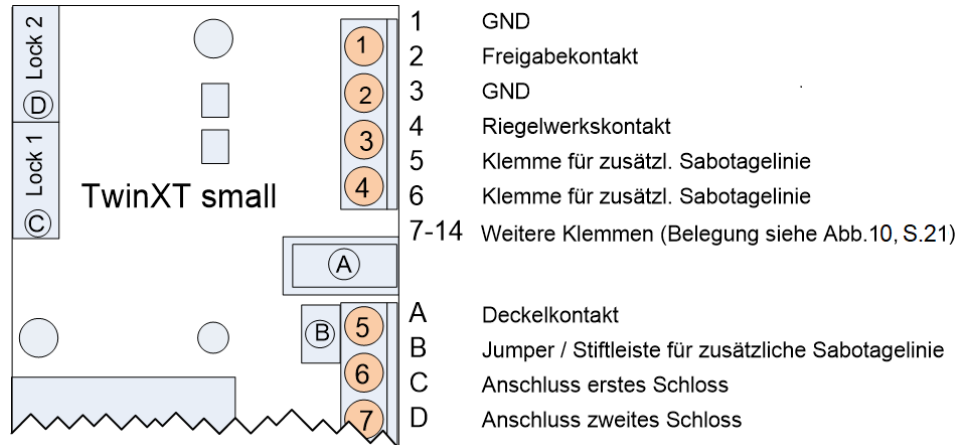 Lock 2
D
Lock 1
C
TwinXT small
1
2
3
4
A
B
5
6
7
1 GND
2 Freigabekontakt
3 GND
4 Riegelwerkskontakt
5 Klemme für zusätzl. Sabotagelinie
6 Klemme für zusätzl. Sabotagelinie
7-14 Weitere Klemmen (Belegung siehe Abb.10, S.21)
A Deckelkontakt
B Jumper / Stiftleiste für zusätzliche Sabotagelinie
C Anschluss erstes Schloss
D Anschluss zweites Schloss